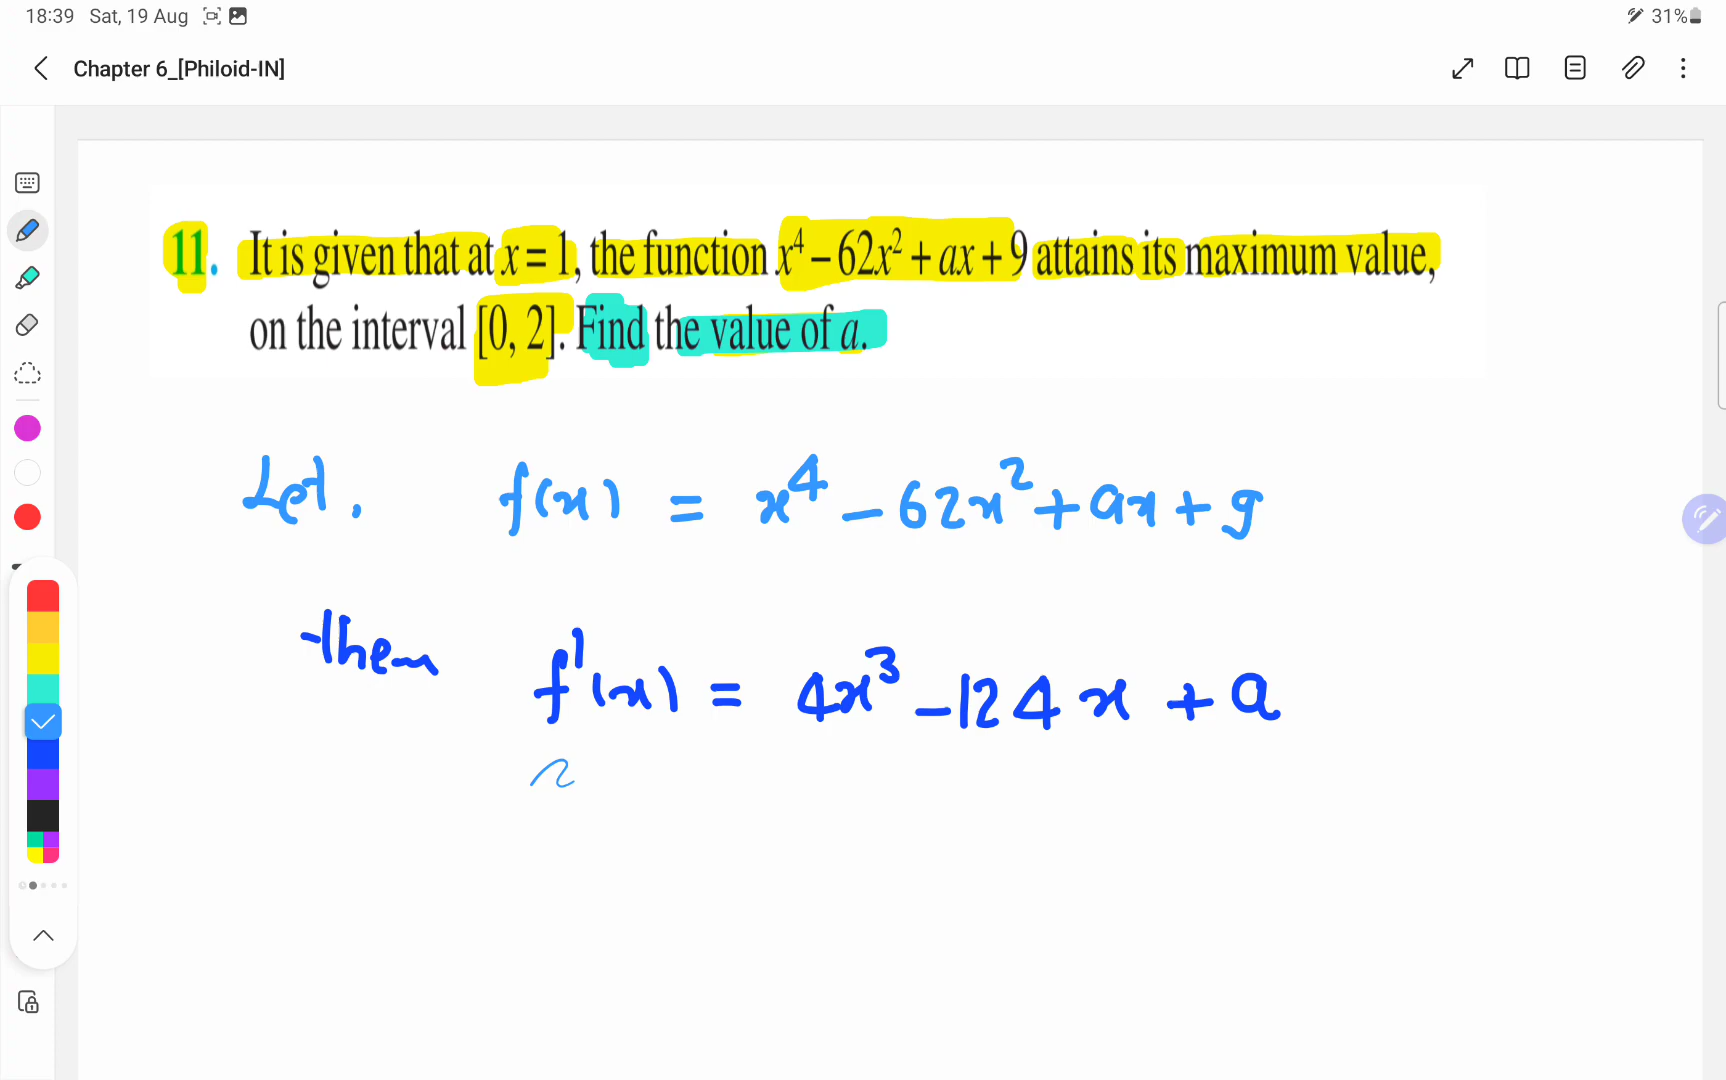 18:39 Sat, 19 Aug 31%
Chapter 6_[Philoid-IN]
11. It is given that at x = 1, the function x⁴ – 62x² + ax + 9 attains its maximum value,
on the interval [0, 2]. Find the value of a.
Let, f(x) = x⁴ – 62x² + ax + 9
then f'(x) = 4x³ – 124x + a